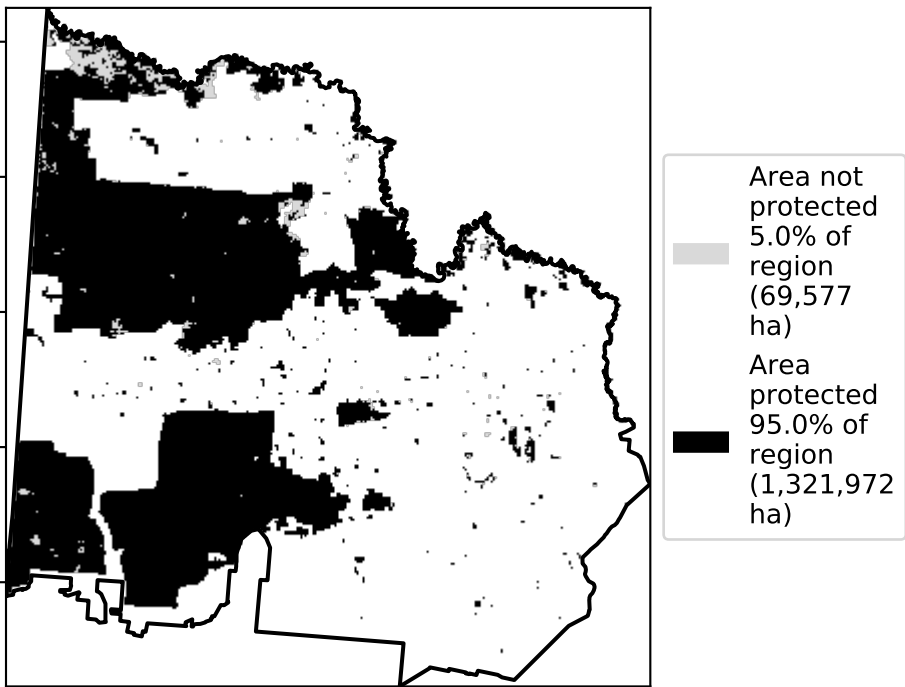 Area not
protected
5.0% of
region
(69,577
ha)
Area
protected
95.0% of
region
(1,321,972
ha)